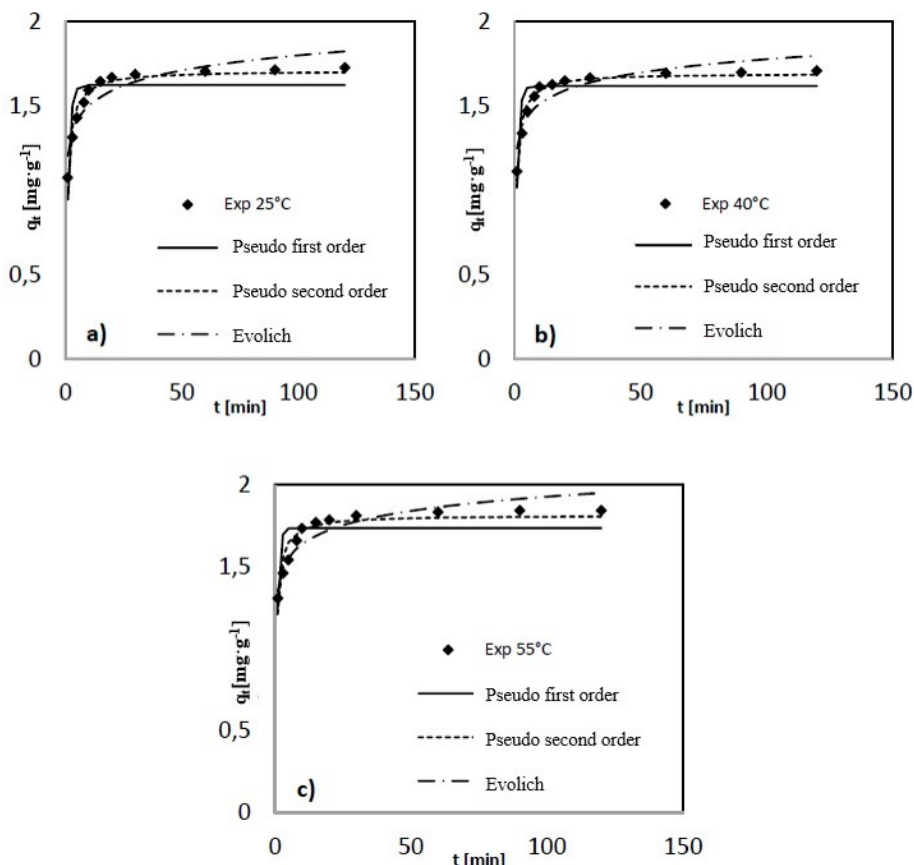 2
1,5
0,5
0
qt [mg·g-1]
Exp 25°C
Pseudo first order
Pseudo second order
Evolich
a)
0 50 100 150
t [min]
2
1,5
0,5
0
qt[mg·g-1]
Exp 40°C
Pseudo first order
Pseudo second order
Evolich
b)
0 50 100 150
t [min]
2
1,5
0,5
0
qt[mg·g-1]
Exp 55°C
Pseudo first order
Pseudo second order
Evolich
c)
0 50 100 150
t [min]